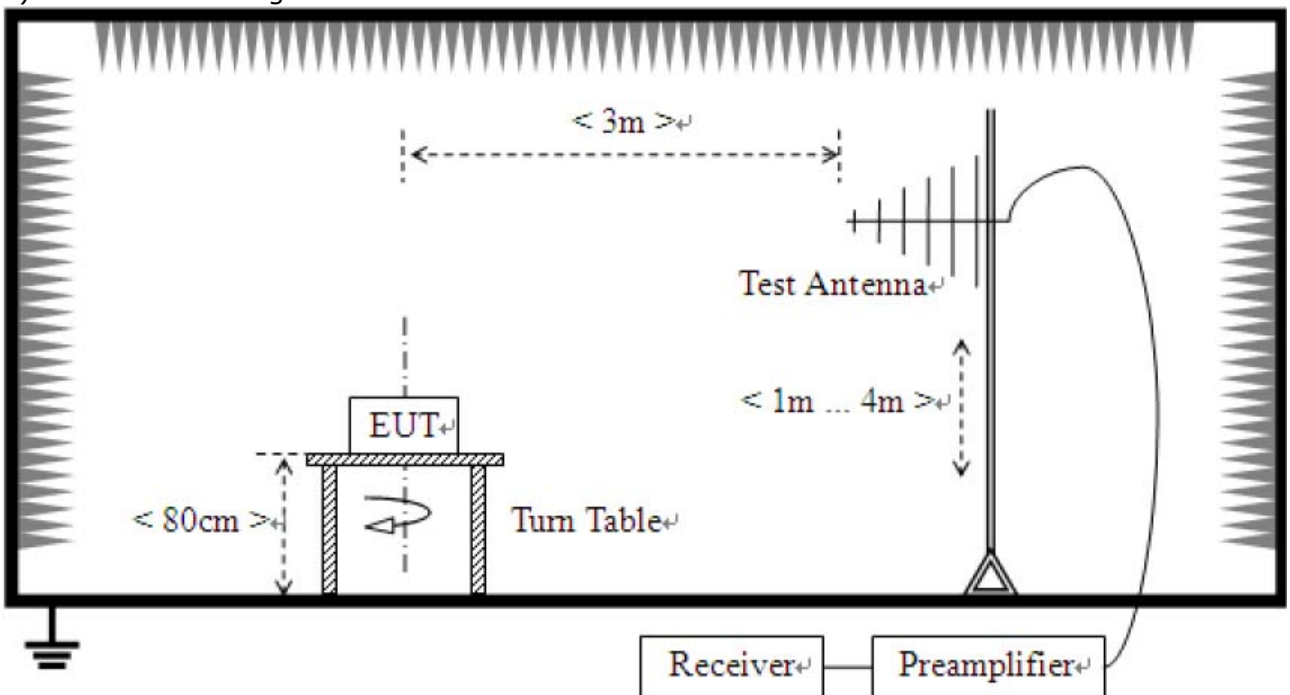 < 3m >↵
Test Antenna↵
< 1m ... 4m >↵
EUT↵
< 80cm >↵
Turn Table↵
Receiver↵
Preamplifier↵